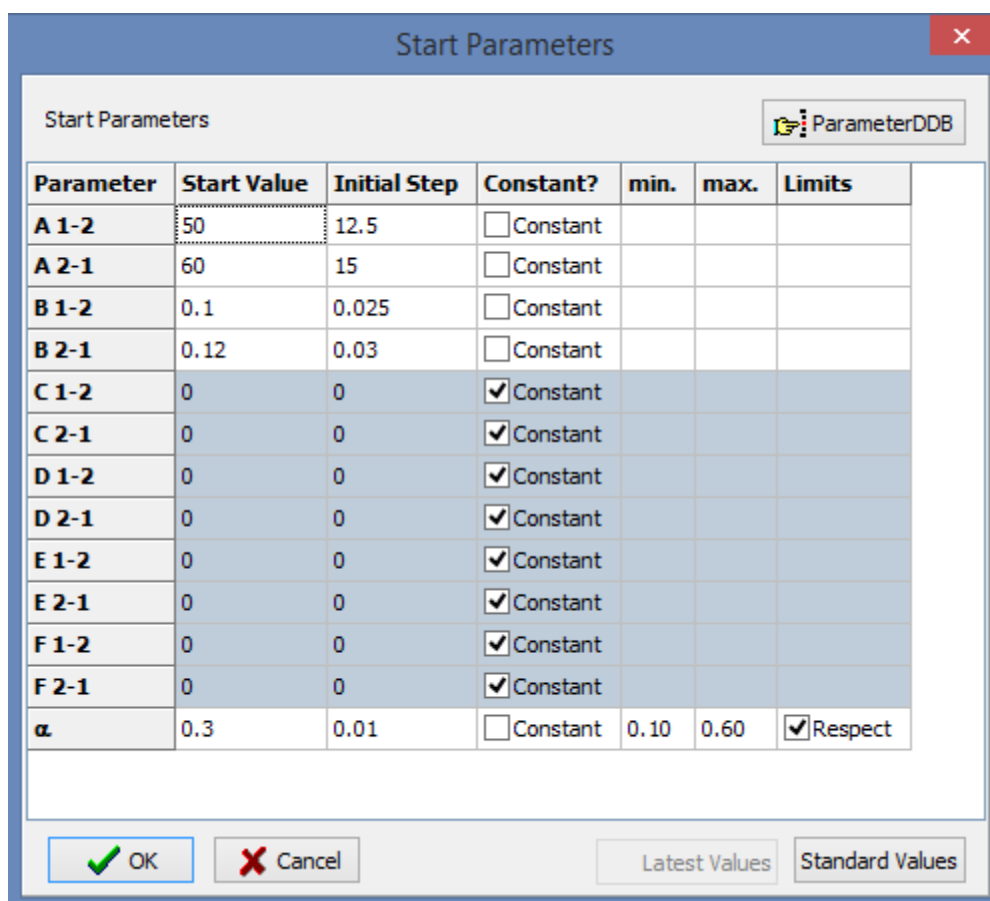 Start Parameters
Start Parameters
ParameterDDB
Parameter Start Value Initial Step Constant? min. max. Limits
A 1-2 50 12.5 Constant
A 2-1 60 15 Constant
B 1-2 0.1 0.025 Constant
B 2-1 0.12 0.03 Constant
C 1-2 0 0 Constant
C 2-1 0 0 Constant
D 1-2 0 0 Constant
D 2-1 0 0 Constant
E 1-2 0 0 Constant
E 2-1 0 0 Constant
F 1-2 0 0 Constant
F 2-1 0 0 Constant
α 0.3 0.01 Constant 0.10 0.60 Respect
OK Cancel Latest Values Standard Values